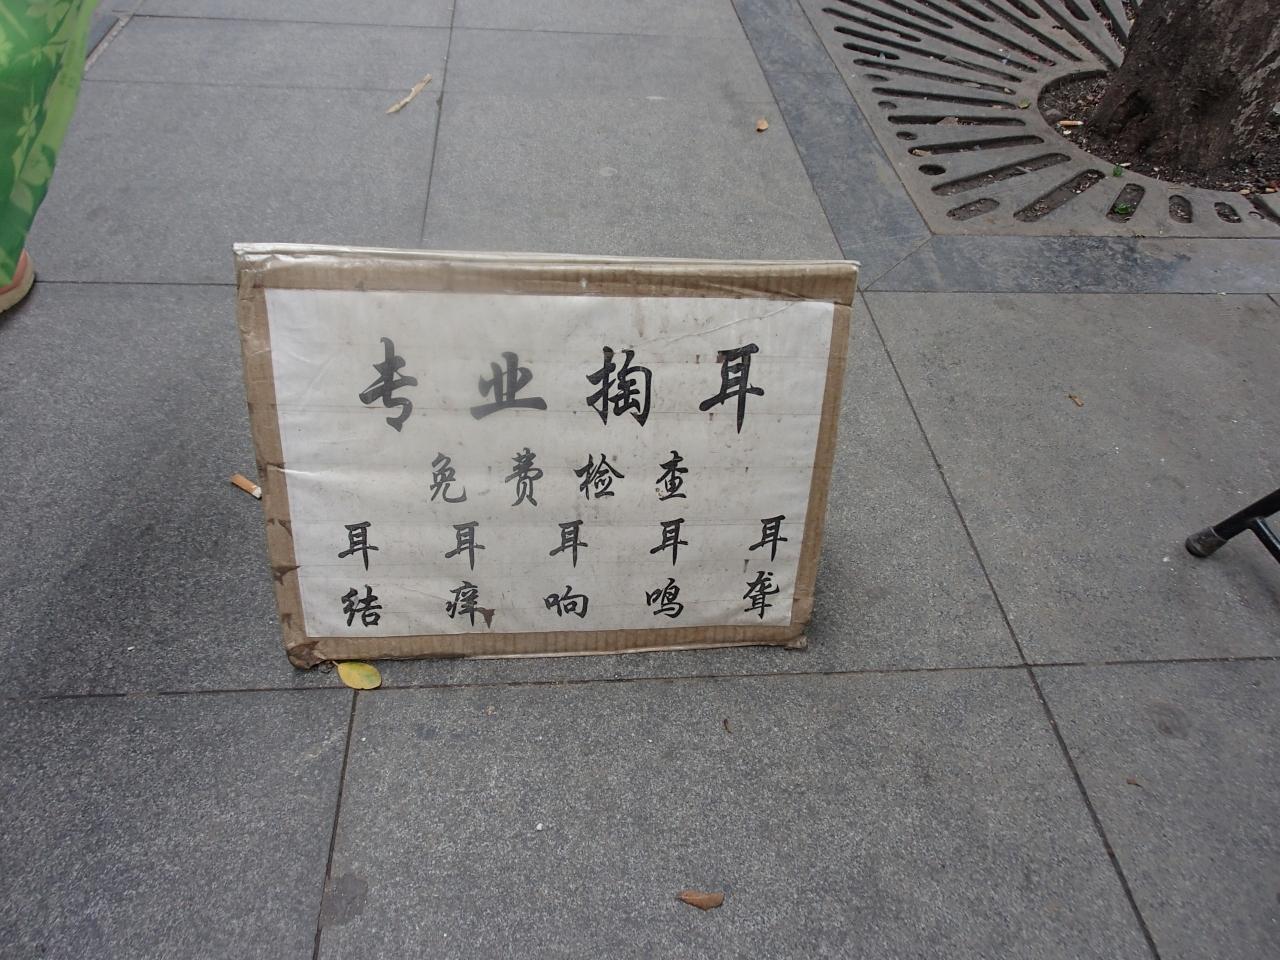 专业掏耳
免费检查
耳 耳 耳 耳 耳
结 痒 响 鸣 聋